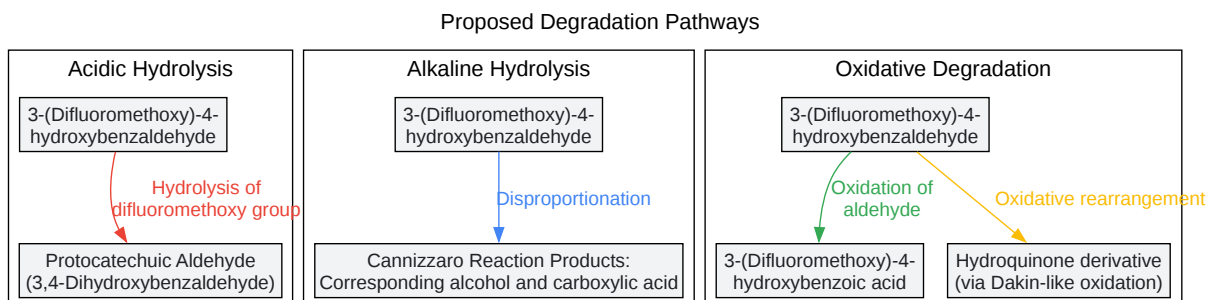 Proposed Degradation Pathways
Acidic Hydrolysis
3-(Difluoromethoxy)-4-
hydroxybenzaldehyde
Hydrolysis of
difluoromethoxy group
Protocatechuic Aldehyde
(3,4-Dihydroxybenzaldehyde)
Alkaline Hydrolysis
3-(Difluoromethoxy)-4-
hydroxybenzaldehyde
Disproportionation
Cannizzaro Reaction Products:
Corresponding alcohol and carboxylic acid
Oxidative Degradation
3-(Difluoromethoxy)-4-
hydroxybenzaldehyde
Oxidation of
aldehyde
Oxidative rearrangement
3-(Difluoromethoxy)-4-
hydroxybenzoic acid
Hydroquinone derivative
(via Dakin-like oxidation)